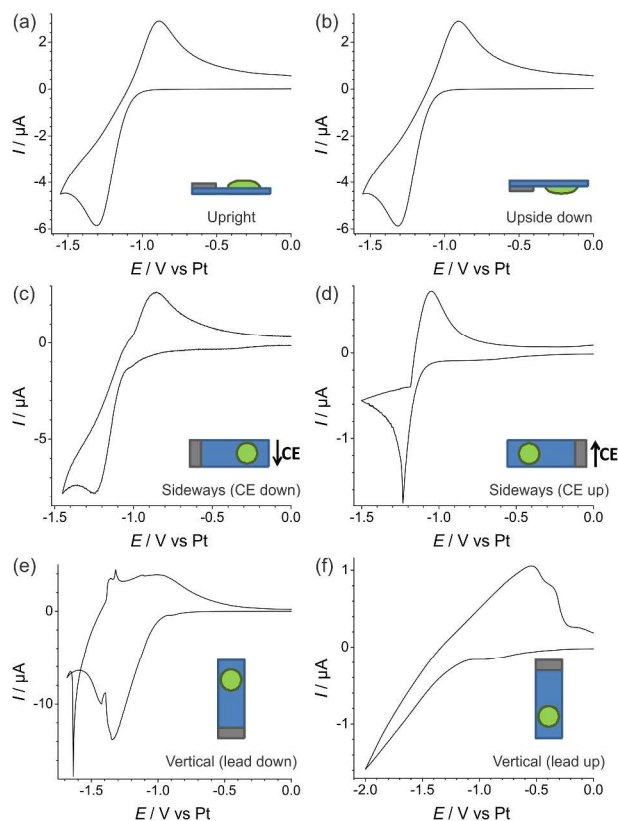 (a)
2
0
-2
-4
-6
I / µA
Upright
-1.5 -1.0 -0.5 0.0
E / V vs Pt
(b)
2
0
-2
-4
-6
I / µA
Upside down
-1.5 -1.0 -0.5 0.0
E / V vs Pt
(c)
0
-5
I / µA
CE
Sideways (CE down)
-1.5 -1.0 -0.5 0.0
E / V vs Pt
(d)
0
-1
I / µA
CE
Sideways (CE up)
-1.5 -1.0 -0.5 0.0
E / V vs Pt
(e)
0
-10
I / µA
Vertical (lead down)
-1.5 -1.0 -0.5 0.0
E / V vs Pt
(f)
1
0
-1
I / µA
Vertical (lead up)
-2.0 -1.5 -1.0 -0.5 0.0
E / V vs Pt